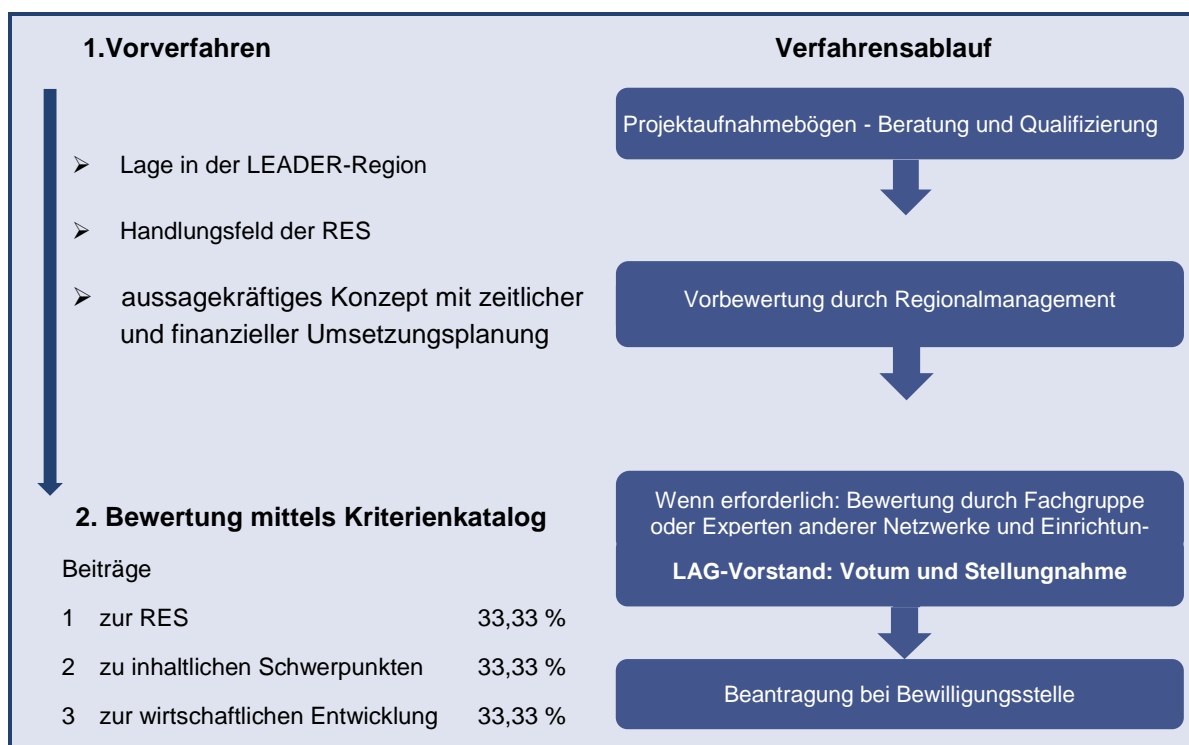 1.Vorverfahren
Lage in der LEADER-Region
Handlungsfeld der RES
aussagekräftiges Konzept mit zeitlicher
und finanzieller Umsetzungsplanung
2. Bewertung mittels Kriterienkatalog
Beiträge
1 zur RES 33,33 %
2 zu inhaltlichen Schwerpunkten 33,33 %
3 zur wirtschaftlichen Entwicklung 33,33 %
Verfahrensablauf
Projektaufnahmebögen - Beratung und Qualifizierung
Vorbewertung durch Regionalmanagement
Wenn erforderlich: Bewertung durch Fachgruppe
oder Experten anderer Netzwerke und Einrichtun-
LAG-Vorstand: Votum und Stellungnahme
Beantragung bei Bewilligungsstelle